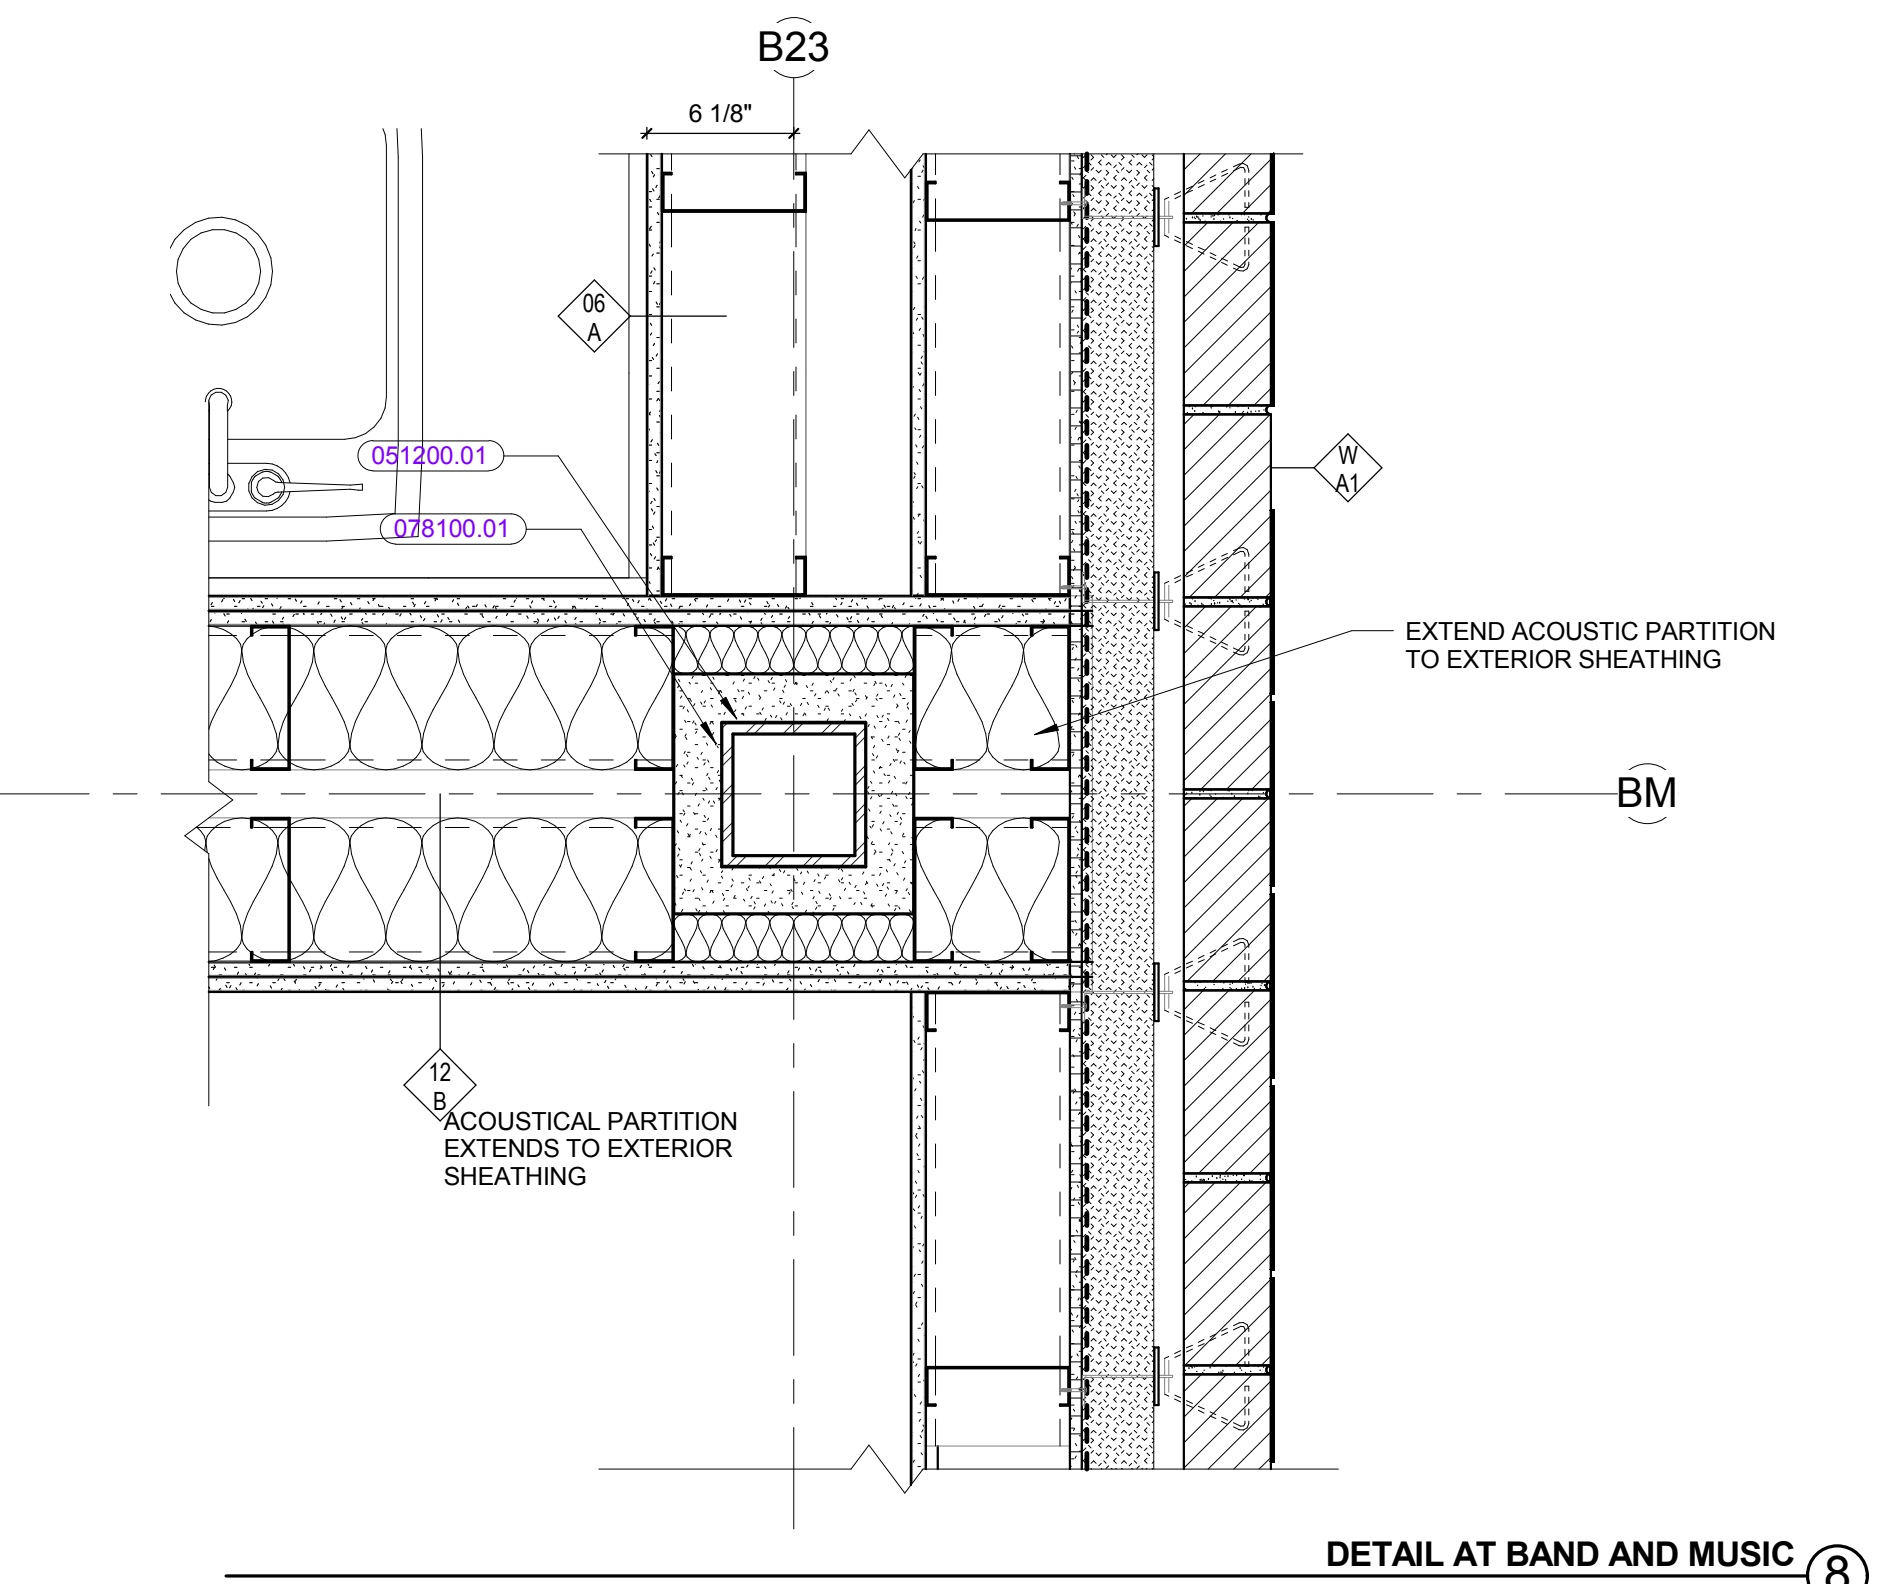 B23
6 1/8"
06
A
051200.01
W
A1
078100.01
EXTEND ACOUSTIC PARTITION
TO EXTERIOR SHEATHING
BM
12
B
ACOUSTICAL PARTITION
EXTENDS TO EXTERIOR
SHEATHING
DETAIL AT BAND AND MUSIC
8